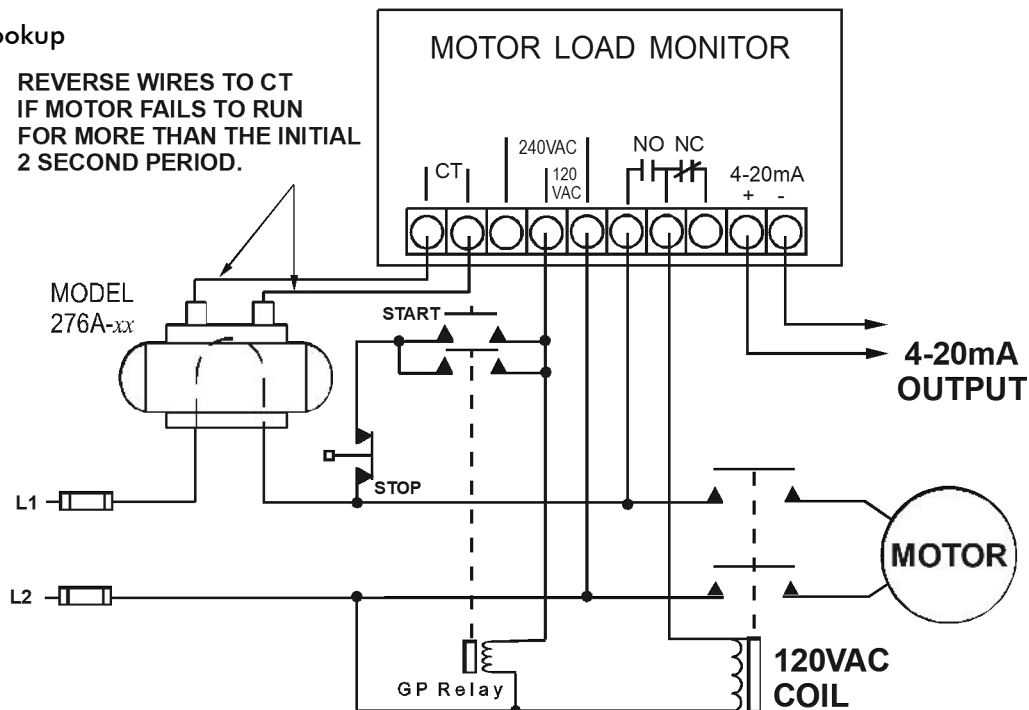 ookup
MOTOR LOAD MONITOR
REVERSE WIRES TO CT
IF MOTOR FAILS TO RUN
FOR MORE THAN THE INITIAL
2 SECOND PERIOD.
CT
240VAC
120
VAC
NO NC
4-20mA
+ -
MODEL
276A-xx
START
4-20mA
OUTPUT
STOP
L1
MOTOR
L2
GP Relay
120VAC
COIL